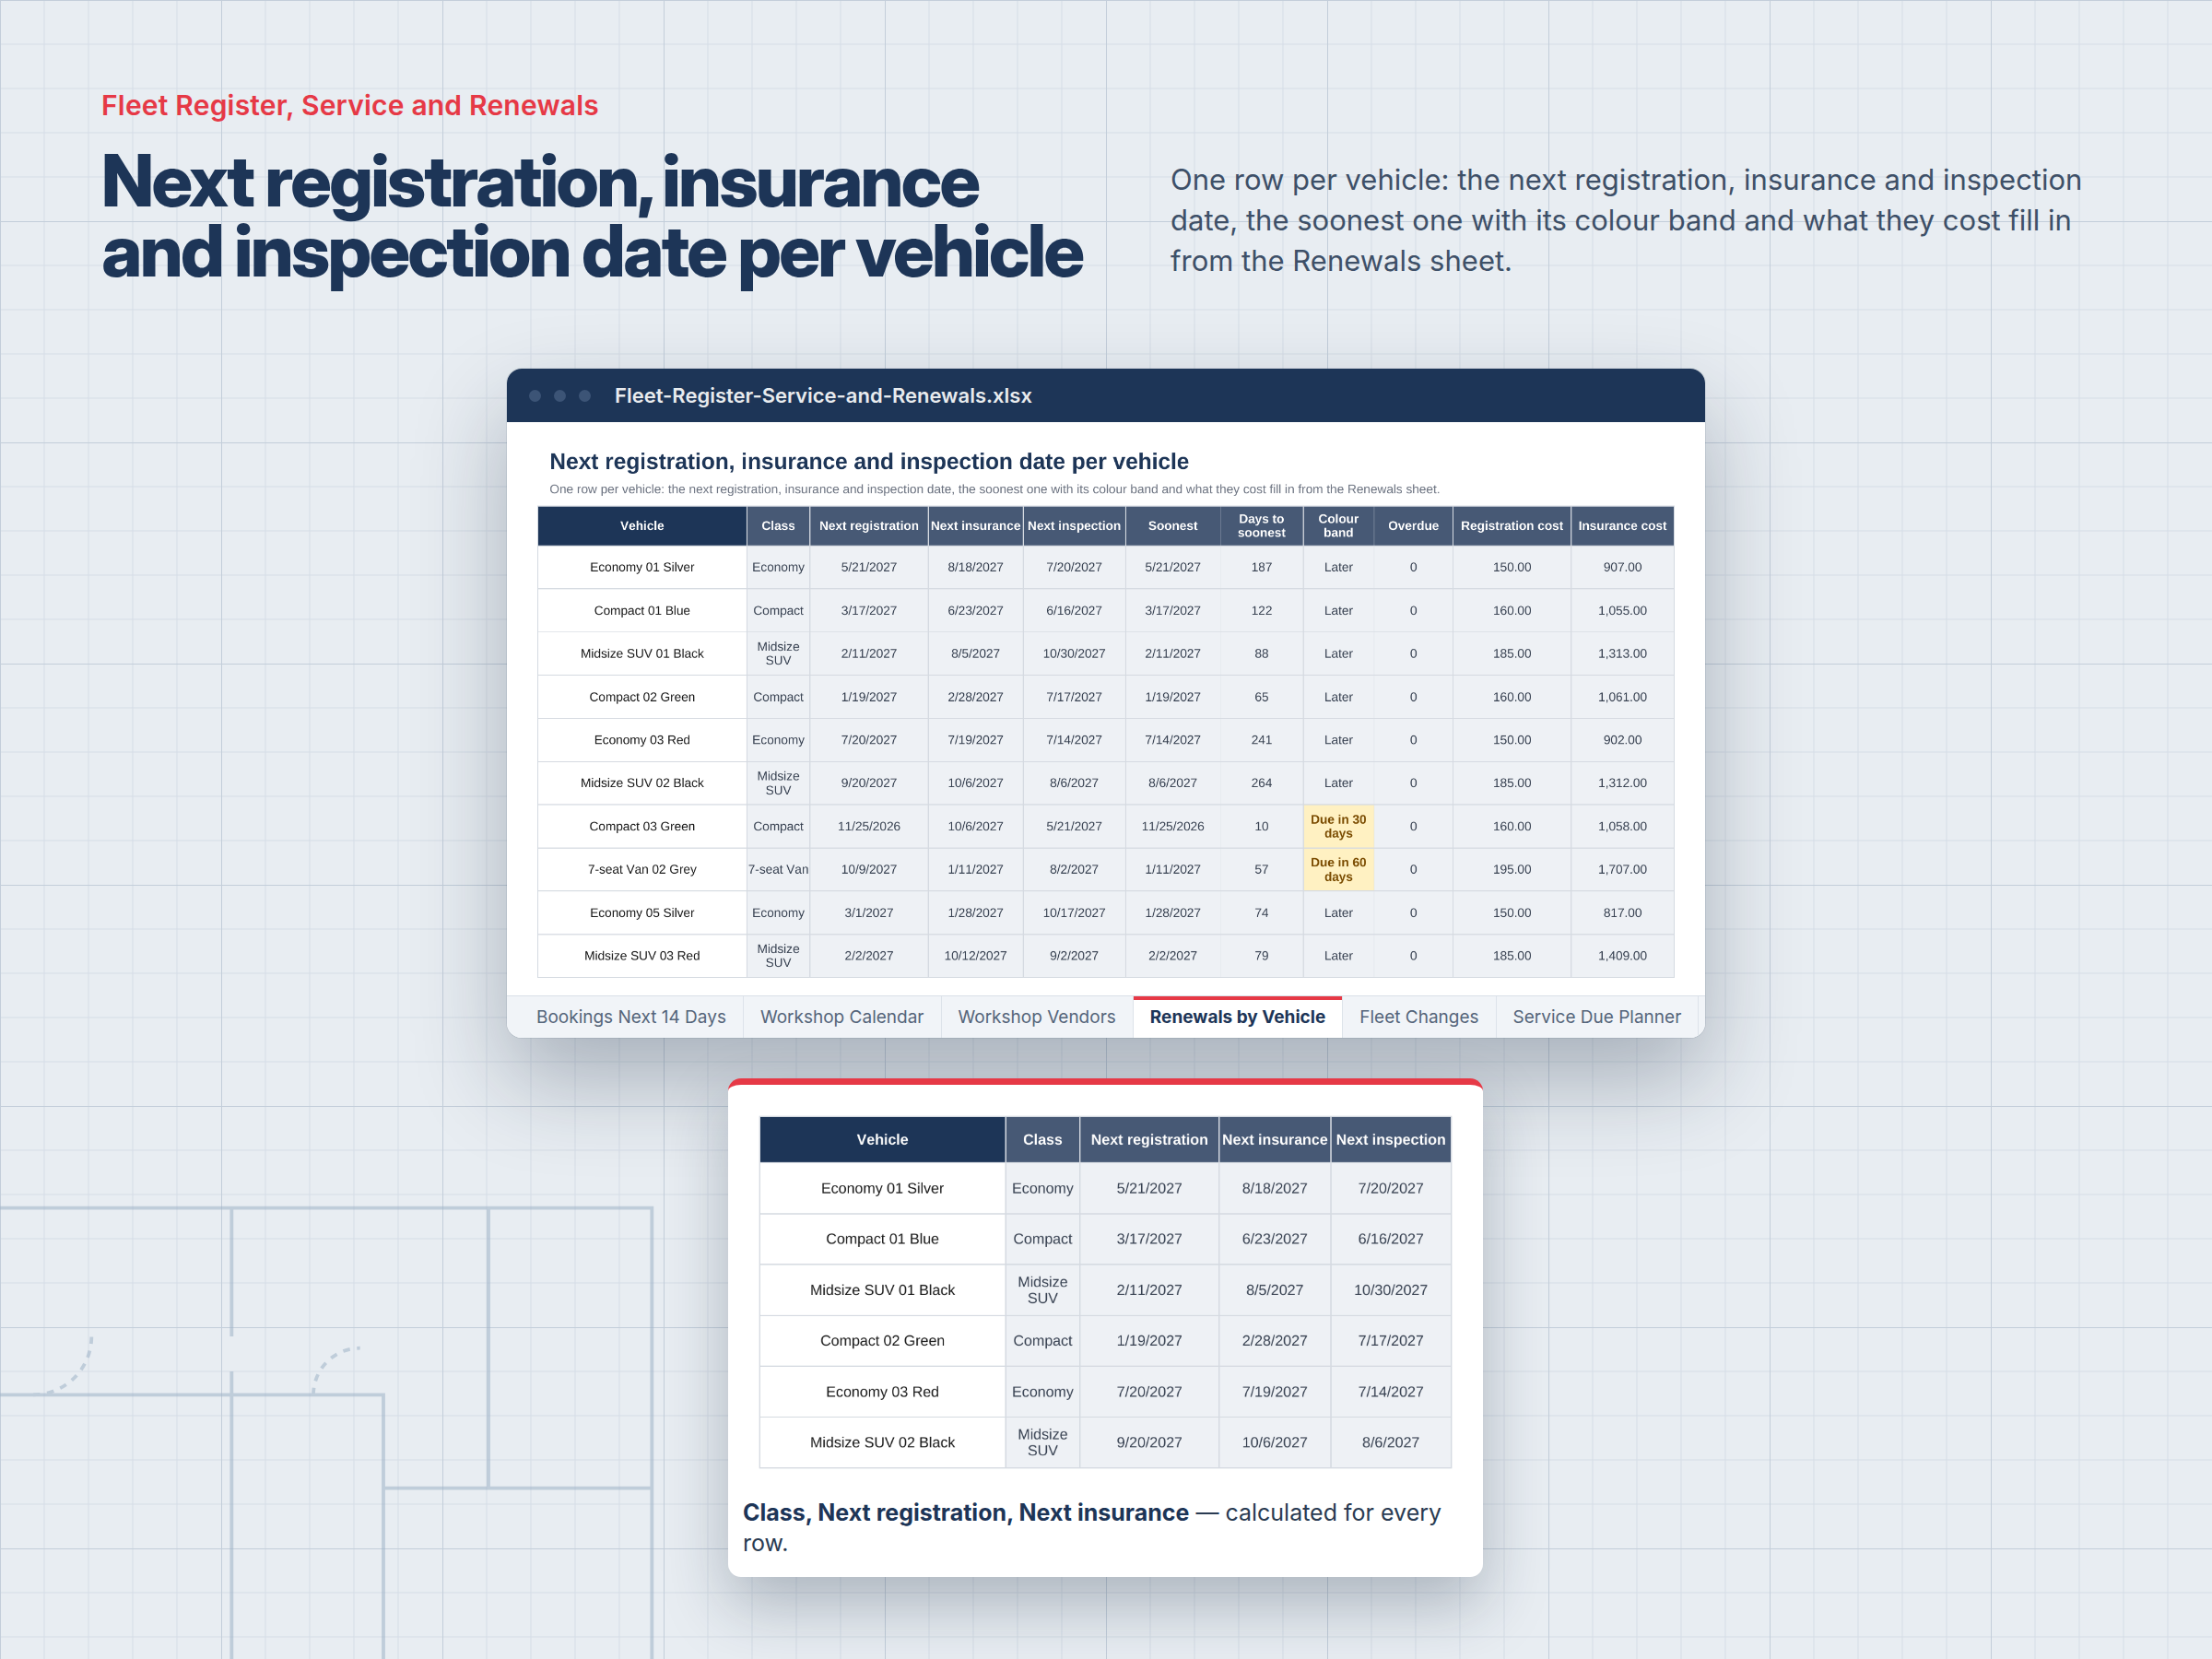 Fleet Register, Service and Renewals
Next registration, insurance
and inspection date per vehicle
One row per vehicle: the next registration, insurance and inspection
date, the soonest one with its colour band and what they cost fill in
from the Renewals sheet.
Fleet-Register-Service-and-Renewals.xlsx
Next registration, insurance and inspection date per vehicle
One row per vehicle: the next registration, insurance and inspection date, the soonest one with its colour band and what they cost fill in from the Renewals sheet.
Vehicle Class Next registration Next insurance Next inspection Soonest Days to soonest Colour band Overdue Registration cost Insurance cost
Economy 01 Silver Economy 5/21/2027 8/18/2027 7/20/2027 5/21/2027 187 Later 0 150.00 907.00
Compact 01 Blue Compact 3/17/2027 6/23/2027 6/16/2027 3/17/2027 122 Later 0 160.00 1,055.00
Midsize SUV 01 Black Midsize SUV 2/11/2027 8/5/2027 10/30/2027 2/11/2027 88 Later 0 185.00 1,313.00
Compact 02 Green Compact 1/19/2027 2/28/2027 7/17/2027 1/19/2027 65 Later 0 160.00 1,061.00
Economy 03 Red Economy 7/20/2027 7/19/2027 7/14/2027 7/14/2027 241 Later 0 150.00 902.00
Midsize SUV 02 Black Midsize SUV 9/20/2027 10/6/2027 8/6/2027 8/6/2027 264 Later 0 185.00 1,312.00
Compact 03 Green Compact 11/25/2026 10/6/2027 5/21/2027 11/25/2026 10 Due in 30 days 0 160.00 1,058.00
7-seat Van 02 Grey 7-seat Van 10/9/2027 1/11/2027 8/2/2027 1/11/2027 57 Due in 60 days 0 195.00 1,707.00
Economy 05 Silver Economy 3/1/2027 1/28/2027 10/17/2027 1/28/2027 74 Later 0 150.00 817.00
Midsize SUV 03 Red Midsize SUV 2/2/2027 10/12/2027 9/2/2027 2/2/2027 79 Later 0 185.00 1,409.00
Bookings Next 14 Days Workshop Calendar Workshop Vendors Renewals by Vehicle Fleet Changes Service Due Planner
Vehicle Class Next registration Next insurance Next inspection
Economy 01 Silver Economy 5/21/2027 8/18/2027 7/20/2027
Compact 01 Blue Compact 3/17/2027 6/23/2027 6/16/2027
Midsize SUV 01 Black Midsize SUV 2/11/2027 8/5/2027 10/30/2027
Compact 02 Green Compact 1/19/2027 2/28/2027 7/17/2027
Economy 03 Red Economy 7/20/2027 7/19/2027 7/14/2027
Midsize SUV 02 Black Midsize SUV 9/20/2027 10/6/2027 8/6/2027
Class, Next registration, Next insurance — calculated for every
row.